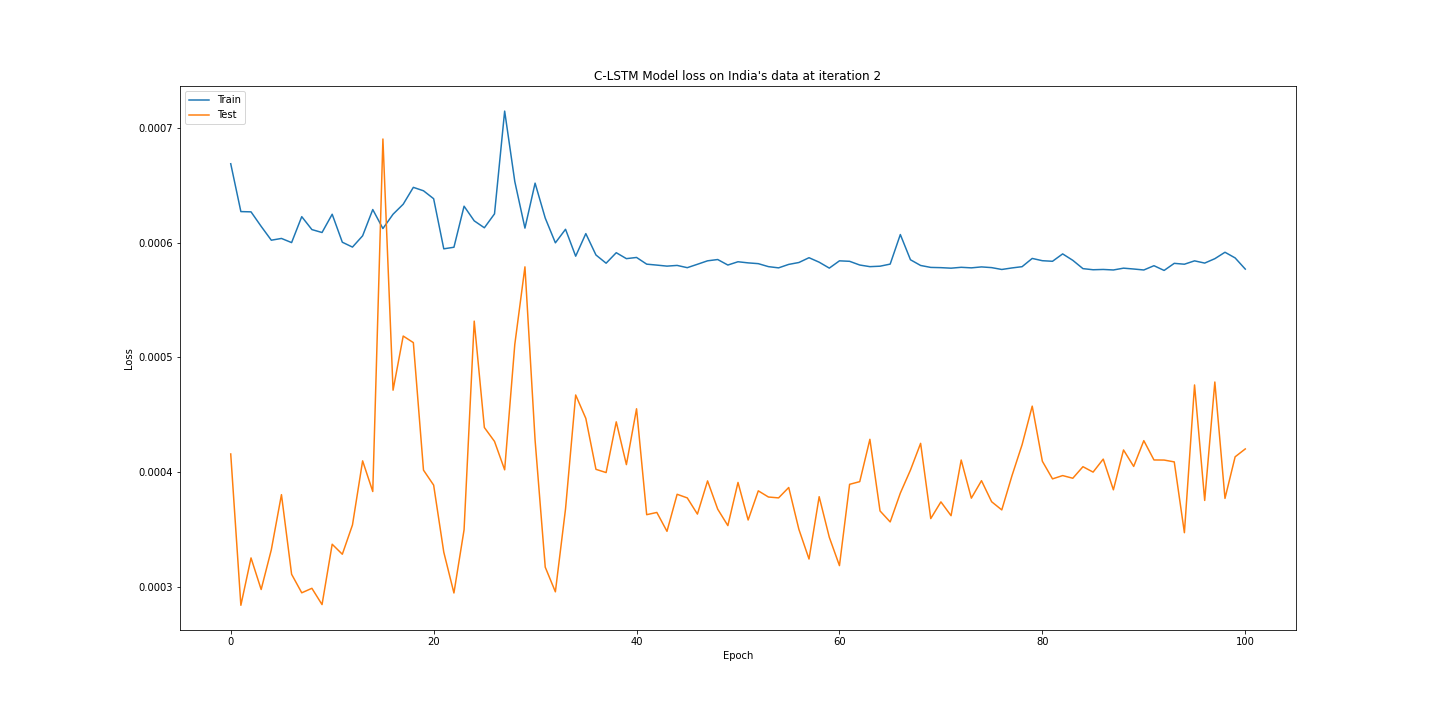 C-LSTM Model loss on India's data at iteration 2
Train
Test
0.0007
0.0006
0.0005
0.0004
0.0003
Loss
0 20 40 60 80 100
Epoch